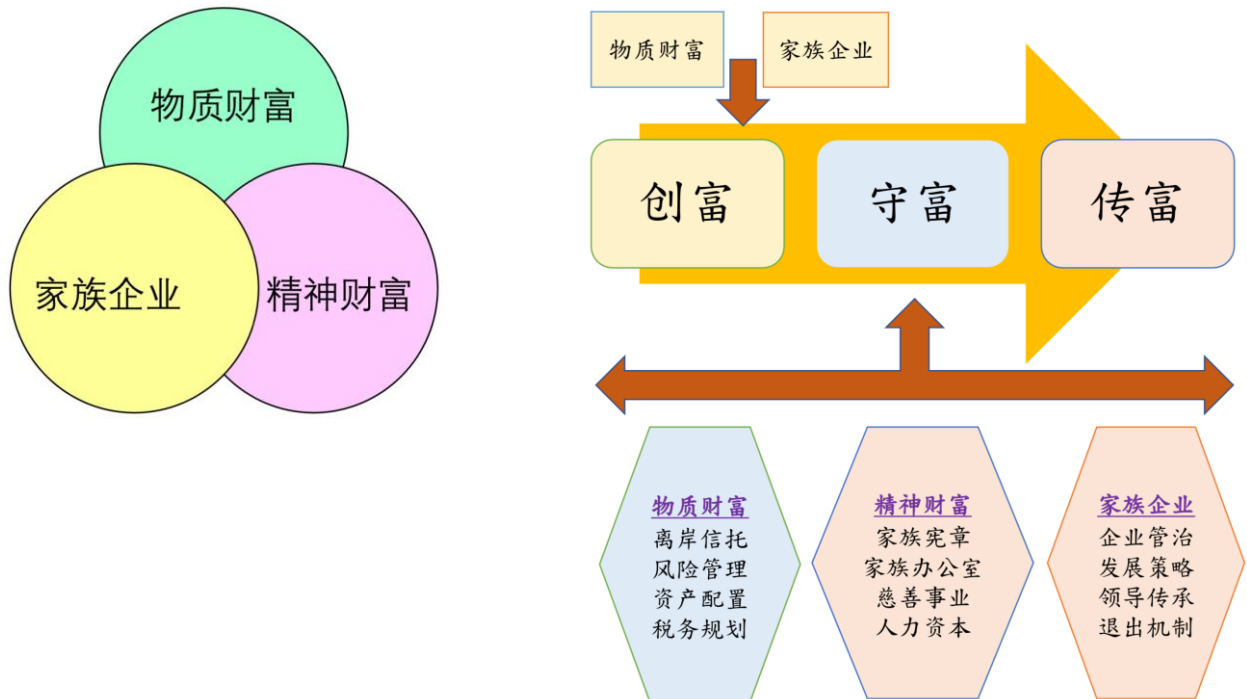 物质财富
家族企业
精神财富
物质财富
家族企业
创富
守富
传富
物质财富
离岸信托
风险管理
资产配置
税务规划
精神财富
家族宪章
家族办公室
慈善事业
人力资本
家族企业
企业管治
发展策略
领导传承
退出机制